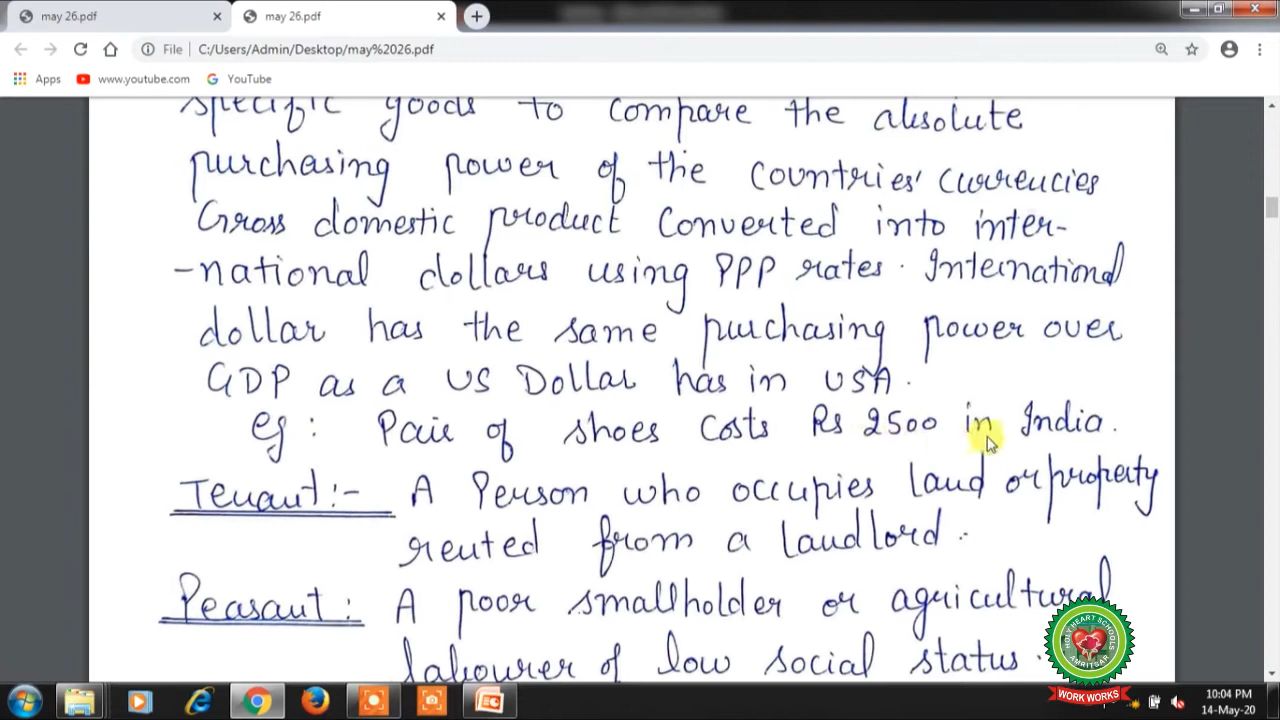 may 26.pdf
may 26.pdf
File C:/Users/Admin/Desktop/may%2026.pdf
Apps www.youtube.com YouTube
specific goods to compare the absolute
purchasing power of the countries' currencies
Gross domestic product Converted into inter-
-national dollars using PPP rates. International
dollar has the same purchasing power over
GDP as a US Dollar has in USA.
eg : Pair of shoes Costs Rs 2500 in India.
Tenant :- A Person who occupies land or property
rented from a landlord.
Peasant : A poor smallholder or agricultural
labourer of low social status.
HOLY HEART SCHOOLS
AMRITSAR
WORK WORKS
10:04 PM
14-May-20